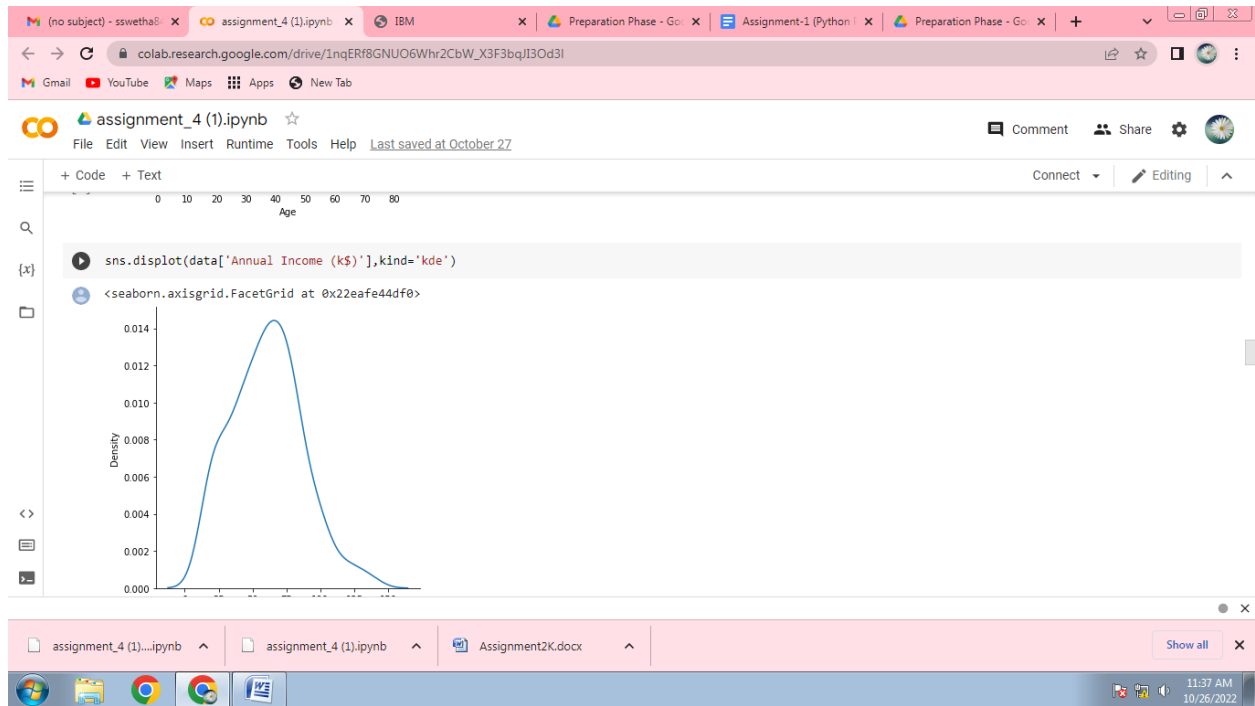 (no subject) - sswetha8
assignment_4 (1).ipynb
IBM
Preparation Phase - Goo
Assignment-1 (Python
Preparation Phase - Goo
colab.research.google.com/drive/1nqERf8GNUO6Whr2CbW_X3F3bqJI3Od3I
Gmail YouTube Maps Apps New Tab
assignment_4 (1).ipynb
File Edit View Insert Runtime Tools Help Last saved at October 27
Comment Share
+ Code + Text
Connect Editing
0 10 20 30 40 50 60 70 80
Age
{x}
sns.displot(data['Annual Income (k$)'],kind='kde')
<seaborn.axisgrid.FacetGrid at 0x22eafe44df0>
0.014
0.012
0.010
0.008
0.006
0.004
0.002
0.000
Density
assignment_4 (1)....ipynb
assignment_4 (1).ipynb
Assignment2K.docx
Show all
11:37 AM
10/26/2022